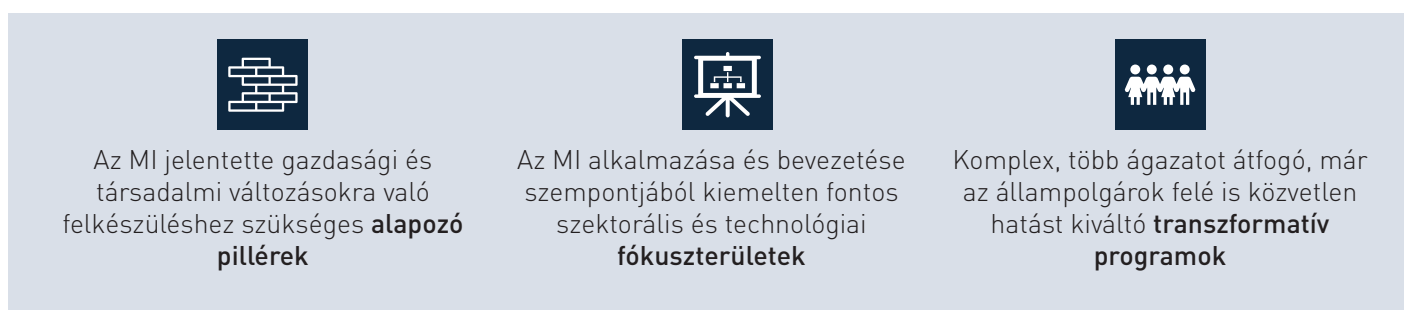 Az MI jelentette gazdasági és
társadalmi változásokra való
felkészüléshez szükséges alapozó
pillérek
Az MI alkalmazása és bevezetése
szempontjából kiemelten fontos
szektorális és technológiai
fókuszterületek
Komplex, több ágazatot átfogó, már
az állampolgárok felé is közvetlen
hatást kiváltó transzformatív
programok